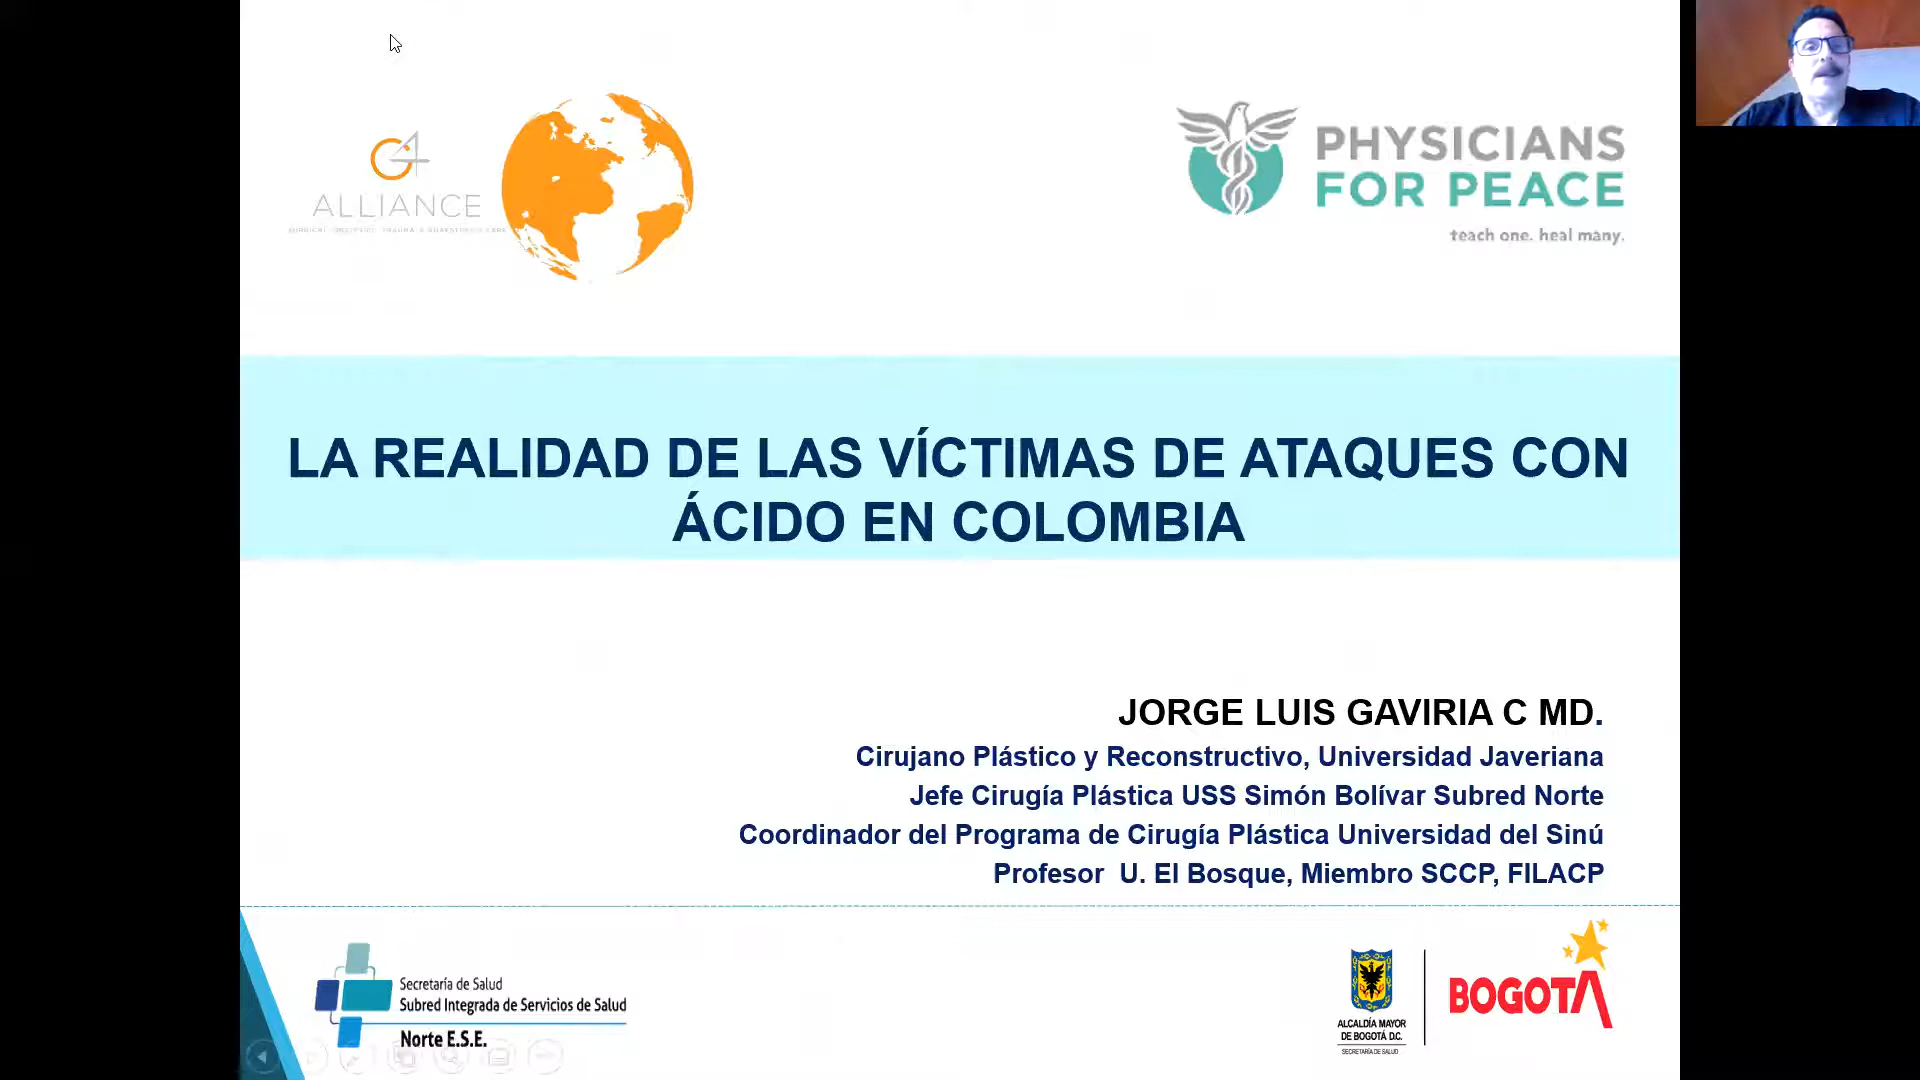 G4
ALLIANCE
PHYSICIANS
FOR PEACE
teach one. heal many.
LA REALIDAD DE LAS VÍCTIMAS DE ATAQUES CON
ÁCIDO EN COLOMBIA
JORGE LUIS GAVIRIA C MD.
Cirujano Plástico y Reconstructivo, Universidad Javeriana
Jefe Cirugía Plástica USS Simón Bolívar Subred Norte
Coordinador del Programa de Cirugía Plástica Universidad del Sinú
Profesor U. El Bosque, Miembro SCCP, FILACP
Secretaría de Salud
Subred Integrada de Servicios de Salud
Norte E.S.E.
ALCALDÍA MAYOR
DE BOGOTÁ D.C.
SECRETARÍA DE SALUD
BOGOTÁ